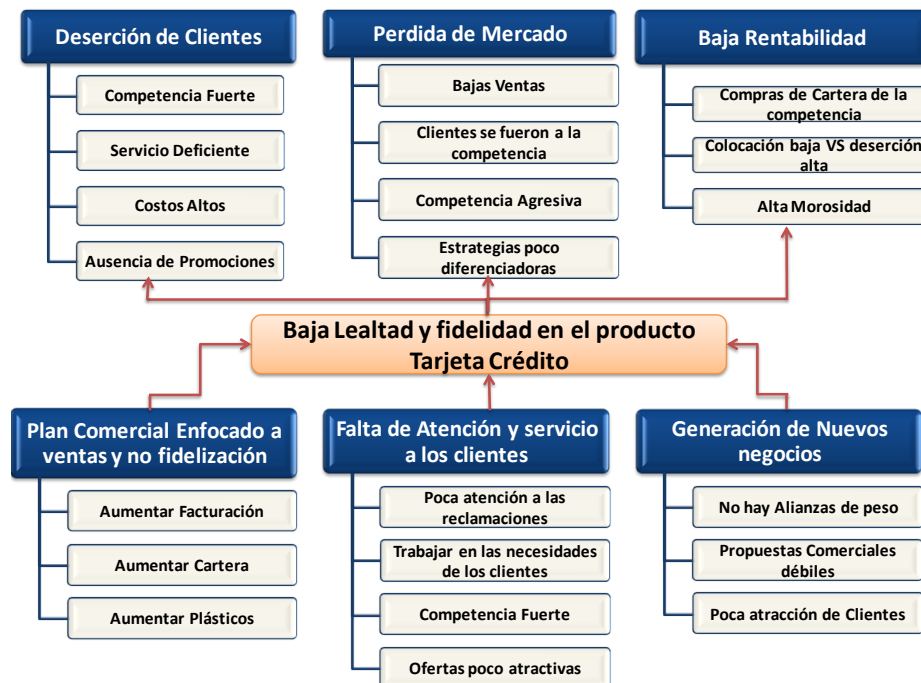 Deserción de Clientes
Competencia Fuerte
Servicio Deficiente
Costos Altos
Ausencia de Promociones
Perdida de Mercado
Bajas Ventas
Clientes se fueron a la
competencia
Competencia Agresiva
Estrategias poco
diferenciadoras
Baja Rentabilidad
Compras de Cartera de la
competencia
Colocación baja VS deserción
alta
Alta Morosidad
Baja Lealtad y fidelidad en el producto
Tarjeta Crédito
Plan Comercial Enfocado a
ventas y no fidelización
Aumentar Facturación
Aumentar Cartera
Aumentar Plásticos
Falta de Atención y servicio
a los clientes
Poca atención a las
reclamaciones
Trabajar en las necesidades
de los clientes
Competencia Fuerte
Ofertas poco atractivas
Generación de Nuevos
negocios
No hay Alianzas de peso
Propuestas Comerciales
débiles
Poca atracción de Clientes